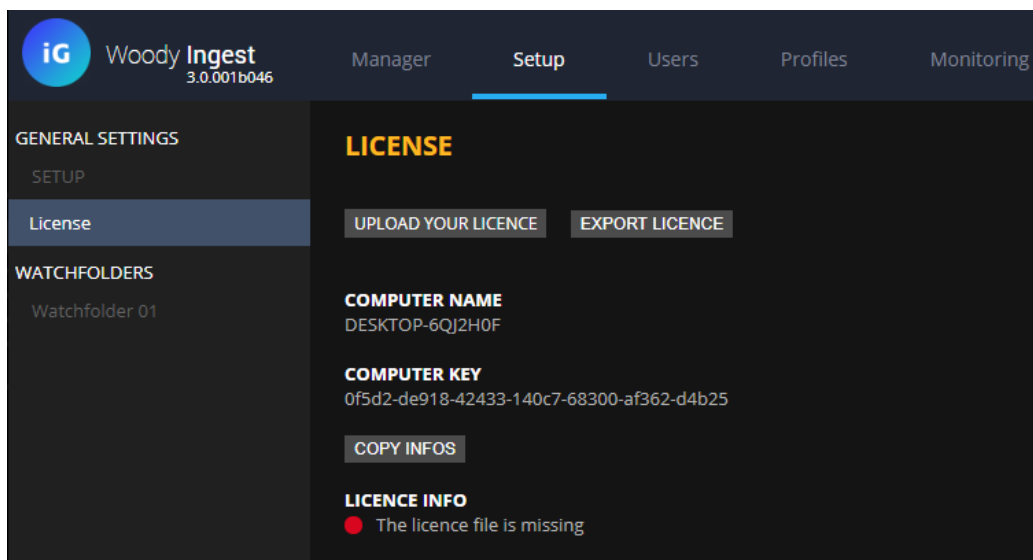 iG
Woody Ingest
3.0.001b046
Manager
Setup
Users
Profiles
Monitoring
GENERAL SETTINGS
SETUP
License
WATCHFOLDERS
Watchfolder 01
LICENSE
UPLOAD YOUR LICENCE
EXPORT LICENCE
COMPUTER NAME
DESKTOP-6QJ2H0F
COMPUTER KEY
0f5d2-de918-42433-140c7-68300-af362-d4b25
COPY INFOS
LICENCE INFO
The licence file is missing